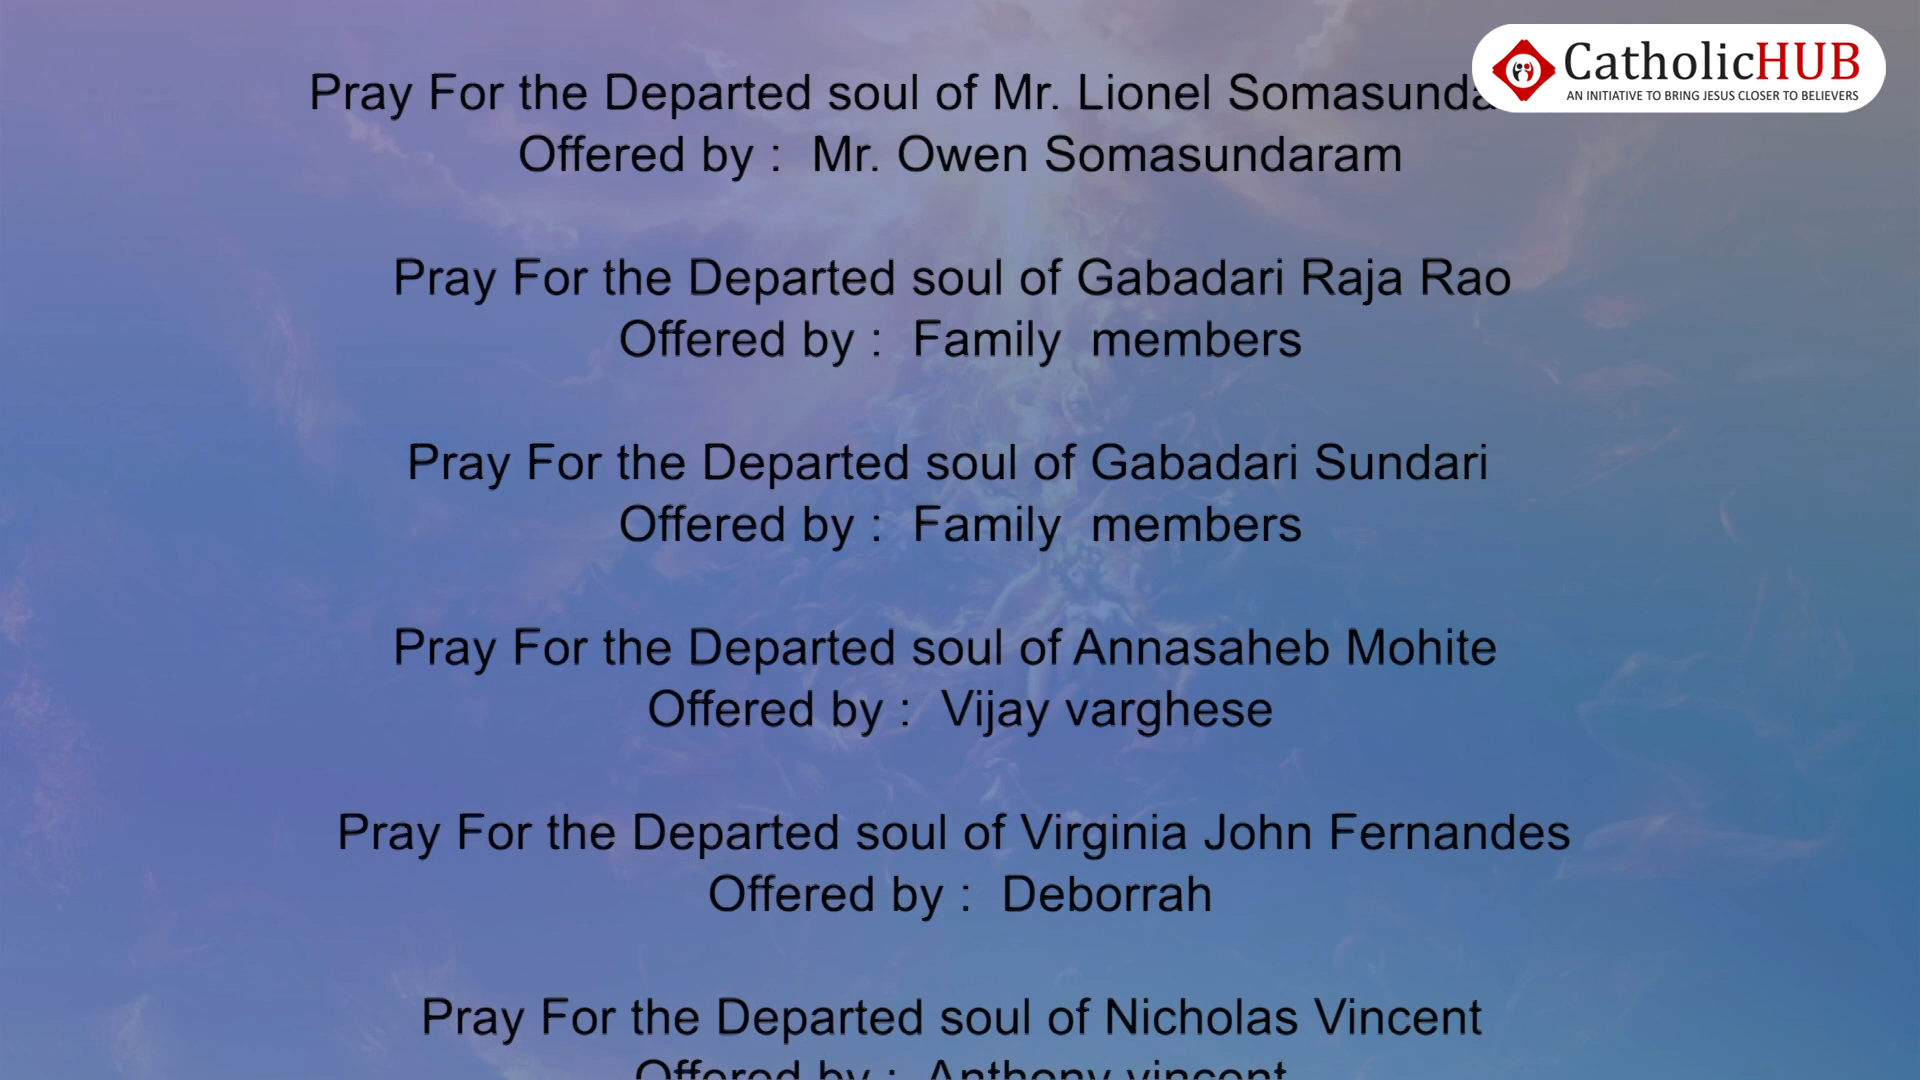 Pray For the Departed soul of Mr. Lionel Somasunda
CatholicHUB
AN INITIATIVE TO BRING JESUS CLOSER TO BELIEVERS
Offered by : Mr. Owen Somasundaram
Pray For the Departed soul of Gabadari Raja Rao
Offered by : Family members
Pray For the Departed soul of Gabadari Sundari
Offered by : Family members
Pray For the Departed soul of Annasaheb Mohite
Offered by : Vijay varghese
Pray For the Departed soul of Virginia John Fernandes
Offered by : Deborrah
Pray For the Departed soul of Nicholas Vincent
Offered by : Anthony vincent